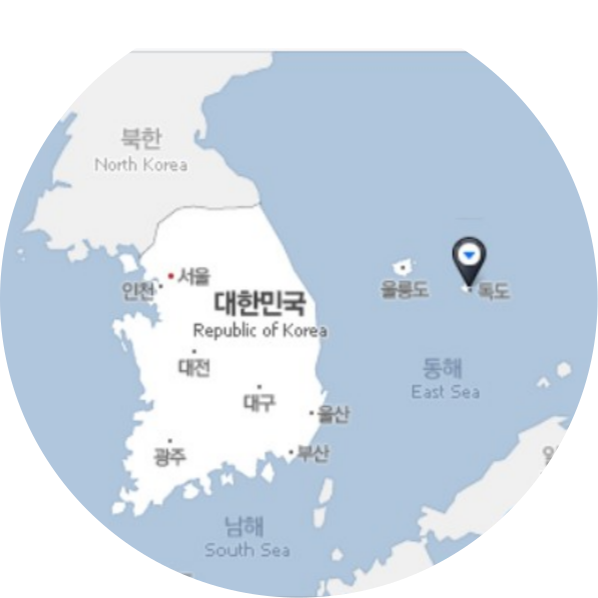 북한
North Korea
서울
인천
대한민국
Republic of Korea
울릉도
독도
대전
동해
East Sea
대구
울산
부산
광주
남해
South Sea